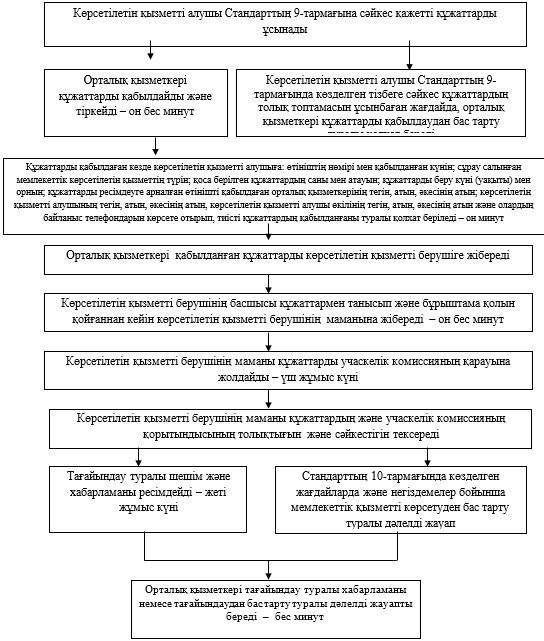 Көрсетілетін қызметті алушы Стандарттың 9-тармағына сәйкес қажетті құжаттарды
ұсынады
Орталық қызметкері
құжаттарды қабылдайды және
тіркейді – он бес минут
Көрсетілетін қызметті алушы Стандарттың 9-
тармағында көзделген тізбеге сәйкес құжаттардың
толық топтамасын ұсынбаған жағдайда, орталық
қызметкері құжаттарды қабылдаудан бас тарту
Құжаттарды қабылдаған кезде көрсетілетін қызметті алушыға: өтініштің нөмірі мен қабылданған күнін; сұрау салынған
мемлекеттік көрсетілетін қызметтің түрін; қоса берілген құжаттардың саны мен атауын; құжаттарды беру күні (уақыты) мен
орнын; құжаттарды ресімдеуге арналған өтінішті қабылдаған орталық қызметкерінің тегін, атын, әкесінің атын; көрсетілетін
қызметті алушының тегін, атын, әкесінің атын, көрсетілетін қызметті алушы өкілінің тегін, атын, әкесінің атын және олардың
байланыс телефондарын көрсете отырып, тиісті құжаттардың қабылданғаны туралы қолхат беріледі – он минут
Орталық қызметкері қабылданған құжаттарды көрсетілетін қызметті берушіге жібереді
Көрсетілетін қызметті берушінің басшысы құжаттармен танысып және бұрыштама қолын
қойғаннан кейін көрсетілетін қызметті берушінің маманына жібереді – он бес минут
Көрсетілетін қызметті берушінің маманы құжаттарды учаскелік комиссияның қарауына
жолдайды – үш жұмыс күні
Көрсетілетін қызметті берушінің маманы құжаттардың және учаскелік комиссияның
қорытындысының толықтығын және сәйкестігін тексереді
Тағайындау туралы шешім және
хабарламаны ресімдейді – жеті
жұмыс күні
Стандарттың 10-тармағында көзделген
жағдайларда және негіздемелер бойынша
мемлекеттік қызметті көрсетуден бас тарту
туралы дәлелді жауап
Орталық қызметкері тағайындау туралы хабарламаны
немесе тағайындаудан бас тарту туралы дәлелді жауапты
береді – бес минут